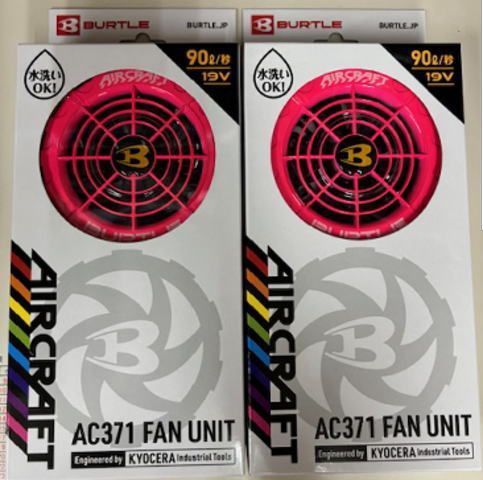 BURTLE BURTLE.JP
水洗い
OK!
90ℓ/秒
19V
AIRCRAFT
B
BURTLE
AIRCRAFT
B
AC371 FAN UNIT
Engineered by KYOCERA Industrial Tools
BURTLE BURTLE.JP
水洗い
OK!
90ℓ/秒
19V
AIRCRAFT
B
BURTLE
AIRCRAFT
B
AC371 FAN UNIT
Engineered by KYOCERA Industrial Tools